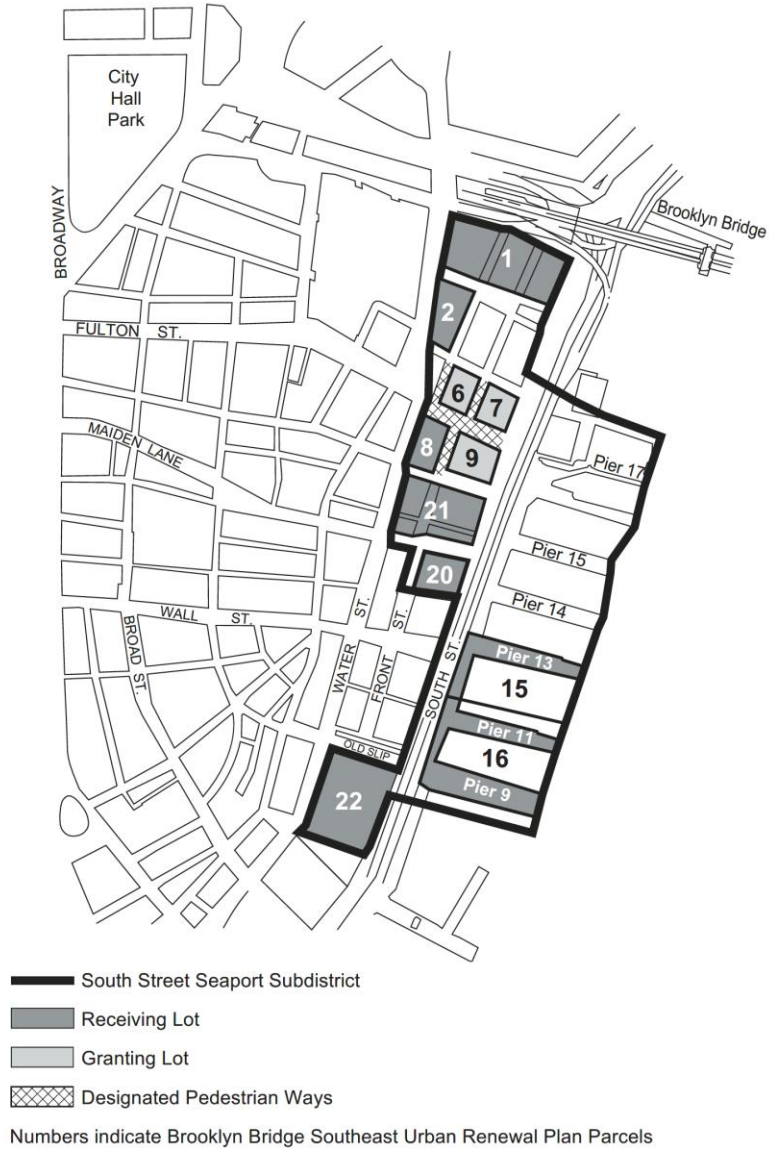 City
Hall
Park
BROADWAY
Brooklyn Bridge
1
2
FULTON ST.
6
7
MAIDEN LANE
8
9
Pier 17
21
Pier 15
20
Pier 14
WALL ST.
BROAD ST.
WATER ST.
FRONT ST.
SOUTH ST.
Pier 13
15
Pier 11
16
OLD SLIP
Pier 9
22
South Street Seaport Subdistrict
Receiving Lot
Granting Lot
Designated Pedestrian Ways
Numbers indicate Brooklyn Bridge Southeast Urban Renewal Plan Parcels